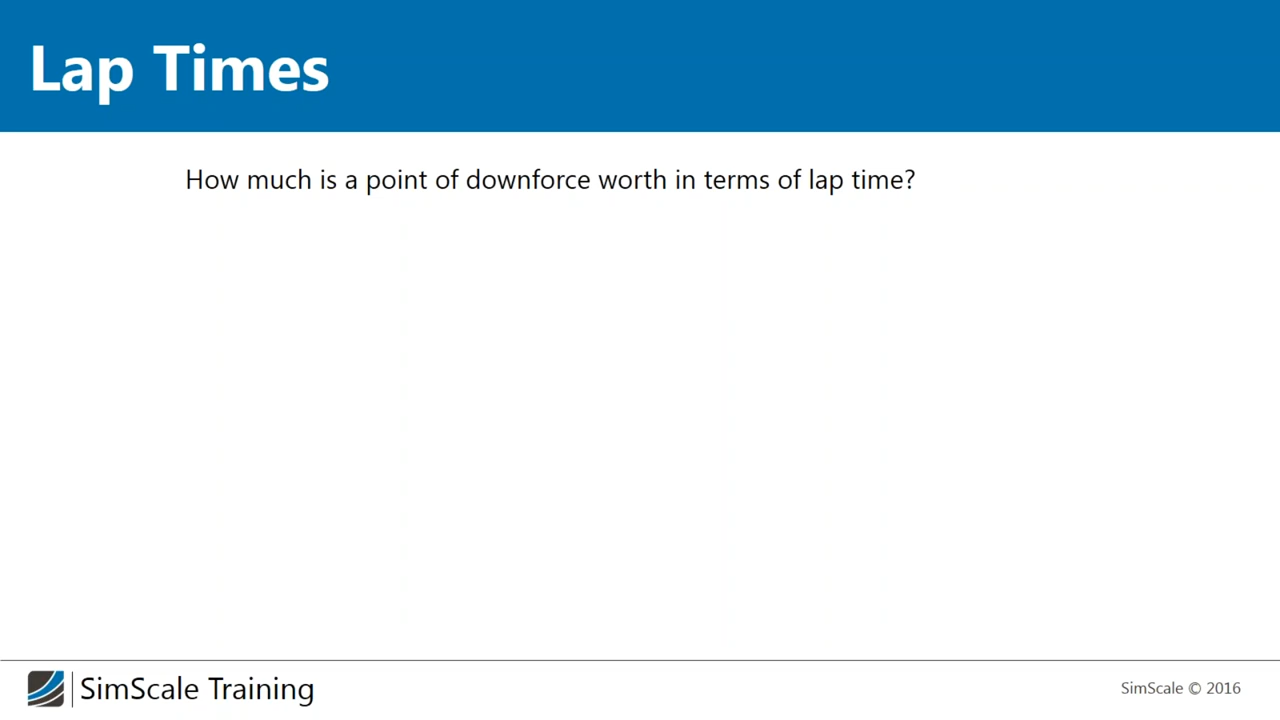 Lap Times
How much is a point of downforce worth in terms of lap time?
SimScale Training
SimScale © 2016